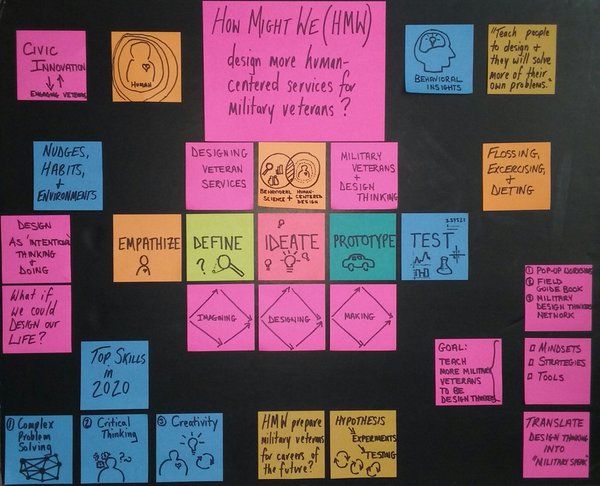 CIVIC
INNOVATION
ENGAGING VETERANS
HUMAN
HOW MIGHT WE (HMW)
design more human-
centered services for
military veterans?
BEHAVIORAL
INSIGHTS
"Teach people
to design +
they will solve
more of their
own problems."
NUDGES,
HABITS,
+
ENVIRONMENTS
DESIGNING
VETERAN
SERVICES
BEHAVIORAL
SCIENCE
+
HUMAN-
CENTERED
DESIGN
MILITARY
VETERANS
+
DESIGN
THINKING
FLOSSING,
EXCERCISING,
+
DIETING
DESIGN
AS "INTENTIONAL"
THINKING
+
DOING
EMPATHIZE
DEFINE
?
IDEATE
PROTOTYPE
TEST
What if
we could
DESIGN OUR
LIFE?
IMAGINING
DESIGNING
MAKING
① POP-UP WORKSHOPS
② FIELD
GUIDE BOOK
③ MILITARY
DESIGN THINKING
NETWORK
TOP SKILLS
in
2020
GOAL:
TEACH
MORE MILITARY
VETERANS
TO BE
DESIGN THINKERS
MINDSETS
STRATEGIES
TOOLS
① Complex
Problem
Solving
② Critical
Thinking
③ Creativity
HMW prepare
military veterans
for careers
of the
future?
HYPOTHESIS
EXPERIMENTS
TESTING
TRANSLATE
DESIGN THINKING
INTO
"MILITARY SPEAK"